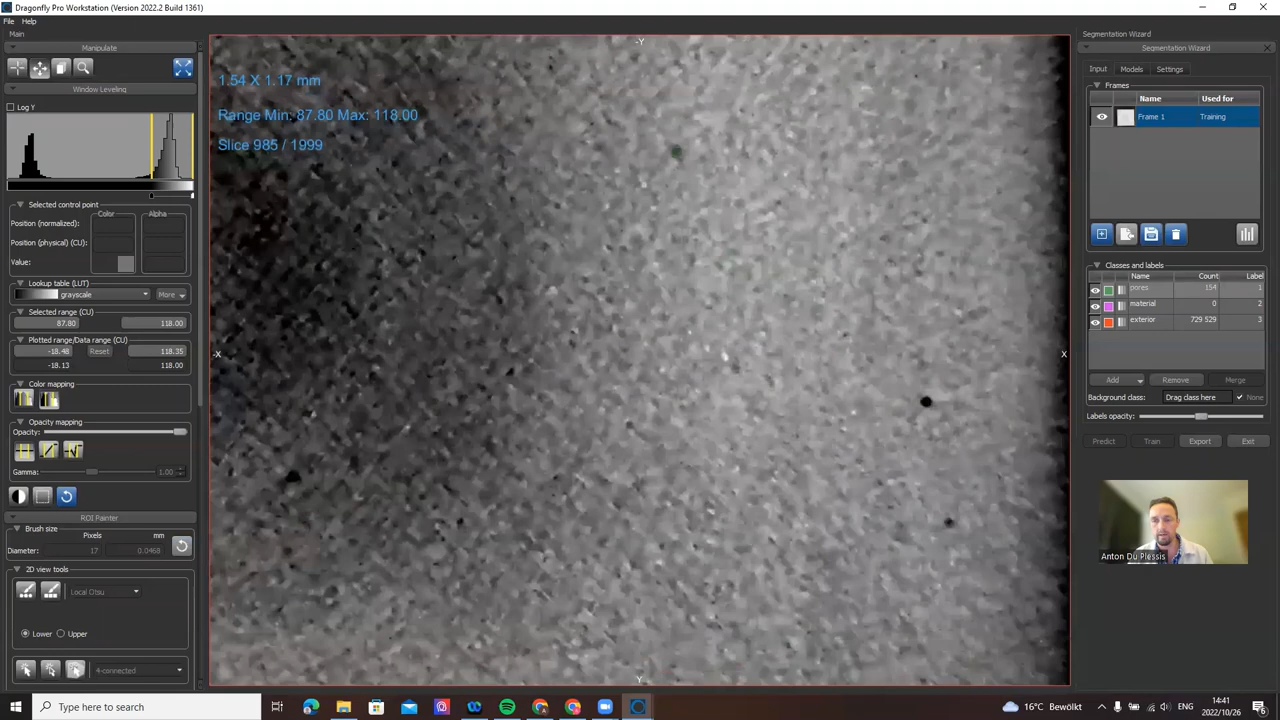 Dragonfly Pro Workstation (Version 2022.2 Build 1361)
File Help
Main
Manipulate
Window Leveling
Log Y
Selected control point
Color
Alpha
Position (normalized):
Position (physical) (CU)
Value:
Lookup table (LUT)
grayscale
More
Selected range (CU)
87.80
118.00
Plotted range/Data range (CU)
-18.48
Reset
118.35
-18.13
118.00
Color mapping
Opacity mapping
Opacity:
Gamma:
1.00
ROI Painter
Brush size
Pixels
mm
Diameter:
17
0.0468
2D view tools
Local Otsu
Lower
Upper
4-connected
1.54 X 1.17 mm
Range Min: 87.80 Max: 118.00
Slice 985 / 1999
-Y
-X
X
Y
Segmentation Wizard
Segmentation Wizard
Input
Models
Settings
Frames
Name
Used for
Frame 1
Training
Classes and labels
Name
Count
Label
pores
154
1
material
0
2
exterior
729 529
3
Add
Remove
Merge
Background class:
Drag class here
None
Labels opacity:
Predict
Train
Export
Exit
Anton Du Plessis
Type here to search
16°C Bewölkt
ENG
14:41
2022/10/26
6